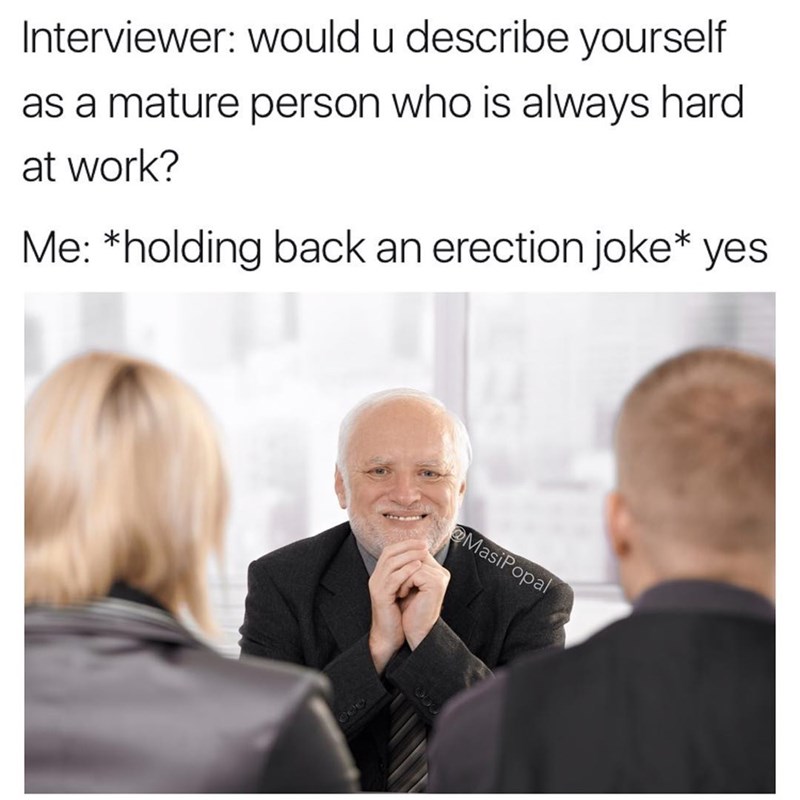 Interviewer: would u describe yourself
as a mature person who is always hard
at work?
Me: *holding back an erection joke* yes
@MasiPopal